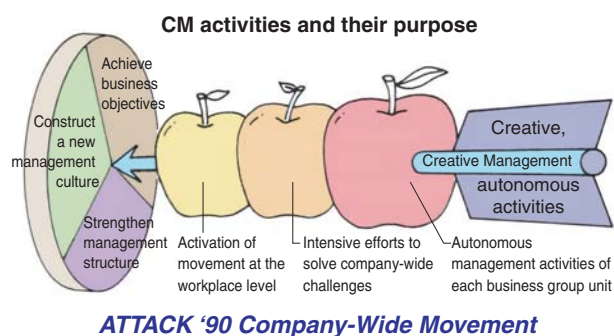 CM activities and their purpose
Achieve
business
objectives
Construct
a new
management
culture
Strengthen
management
structure
Creative,
Creative Management
autonomous
activities
Activation of
movement at the
workplace level
Intensive efforts to
solve company-wide
challenges
Autonomous
management activities of
each business group unit
ATTACK ‘90 Company-Wide Movement